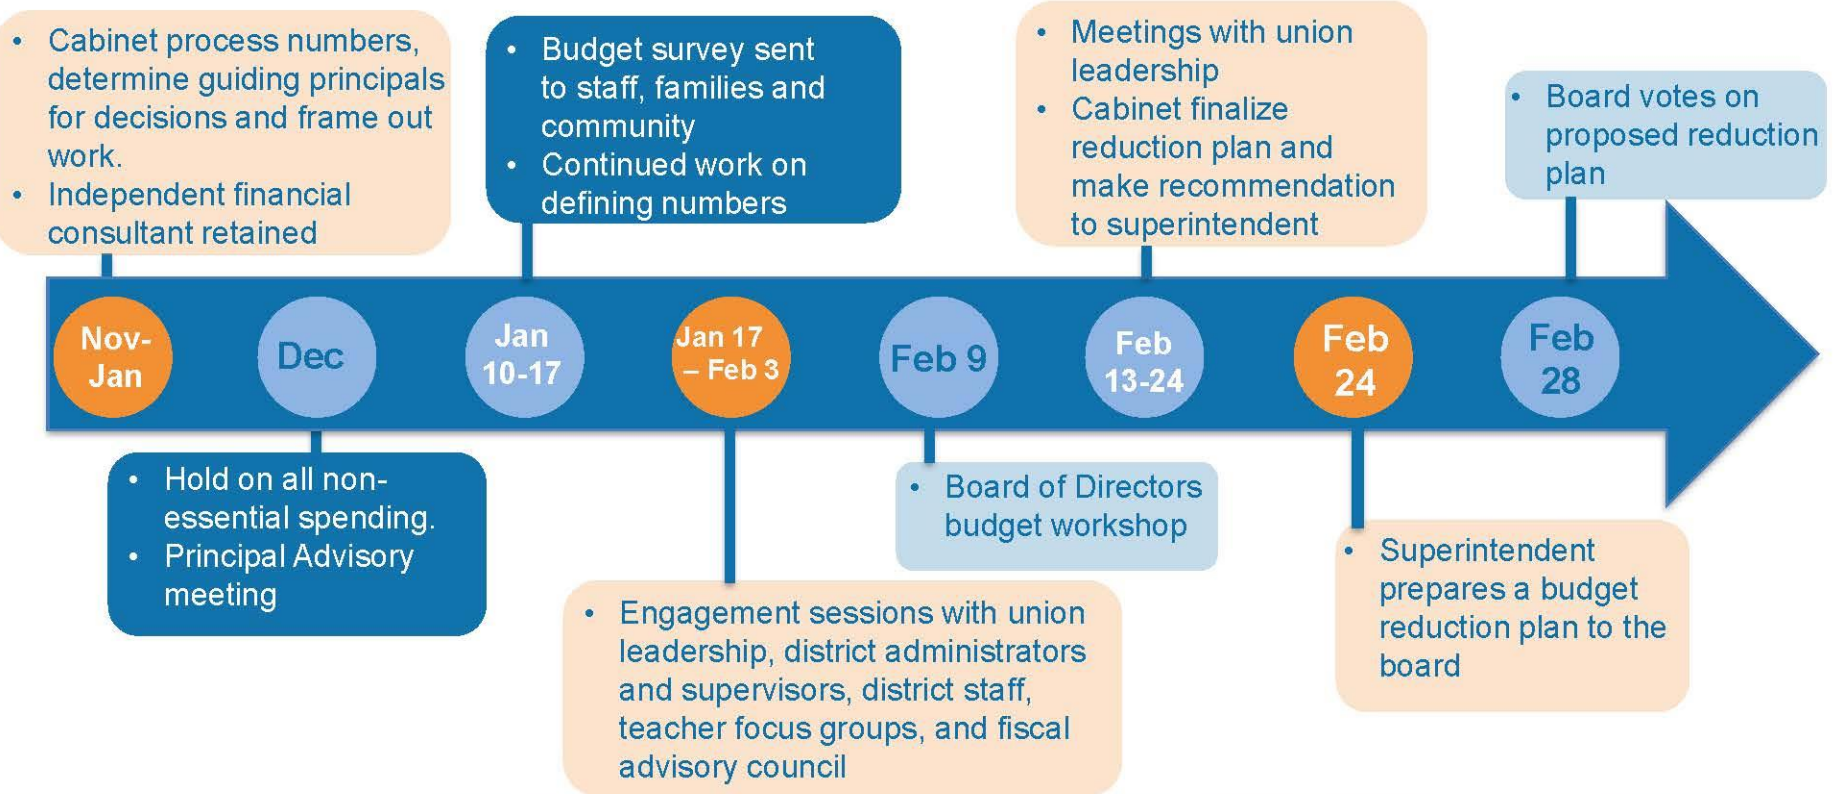 • Cabinet process numbers,
determine guiding principals
for decisions and frame out
work.
• Independent financial
consultant retained
• Budget survey sent
to staff, families and
community
• Continued work on
defining numbers
• Meetings with union
leadership
• Cabinet finalize
reduction plan and
make recommendation
to superintendent
• Board votes on
proposed reduction
plan
Nov-
Jan
Dec
Jan
10-17
Jan 17
– Feb 3
Feb 9
Feb
13-24
Feb
24
Feb
28
• Hold on all non-
essential spending.
• Principal Advisory
meeting
• Engagement sessions with union
leadership, district administrators
and supervisors, district staff,
teacher focus groups, and fiscal
advisory council
• Board of Directors
budget workshop
• Superintendent
prepares a budget
reduction plan to the
board